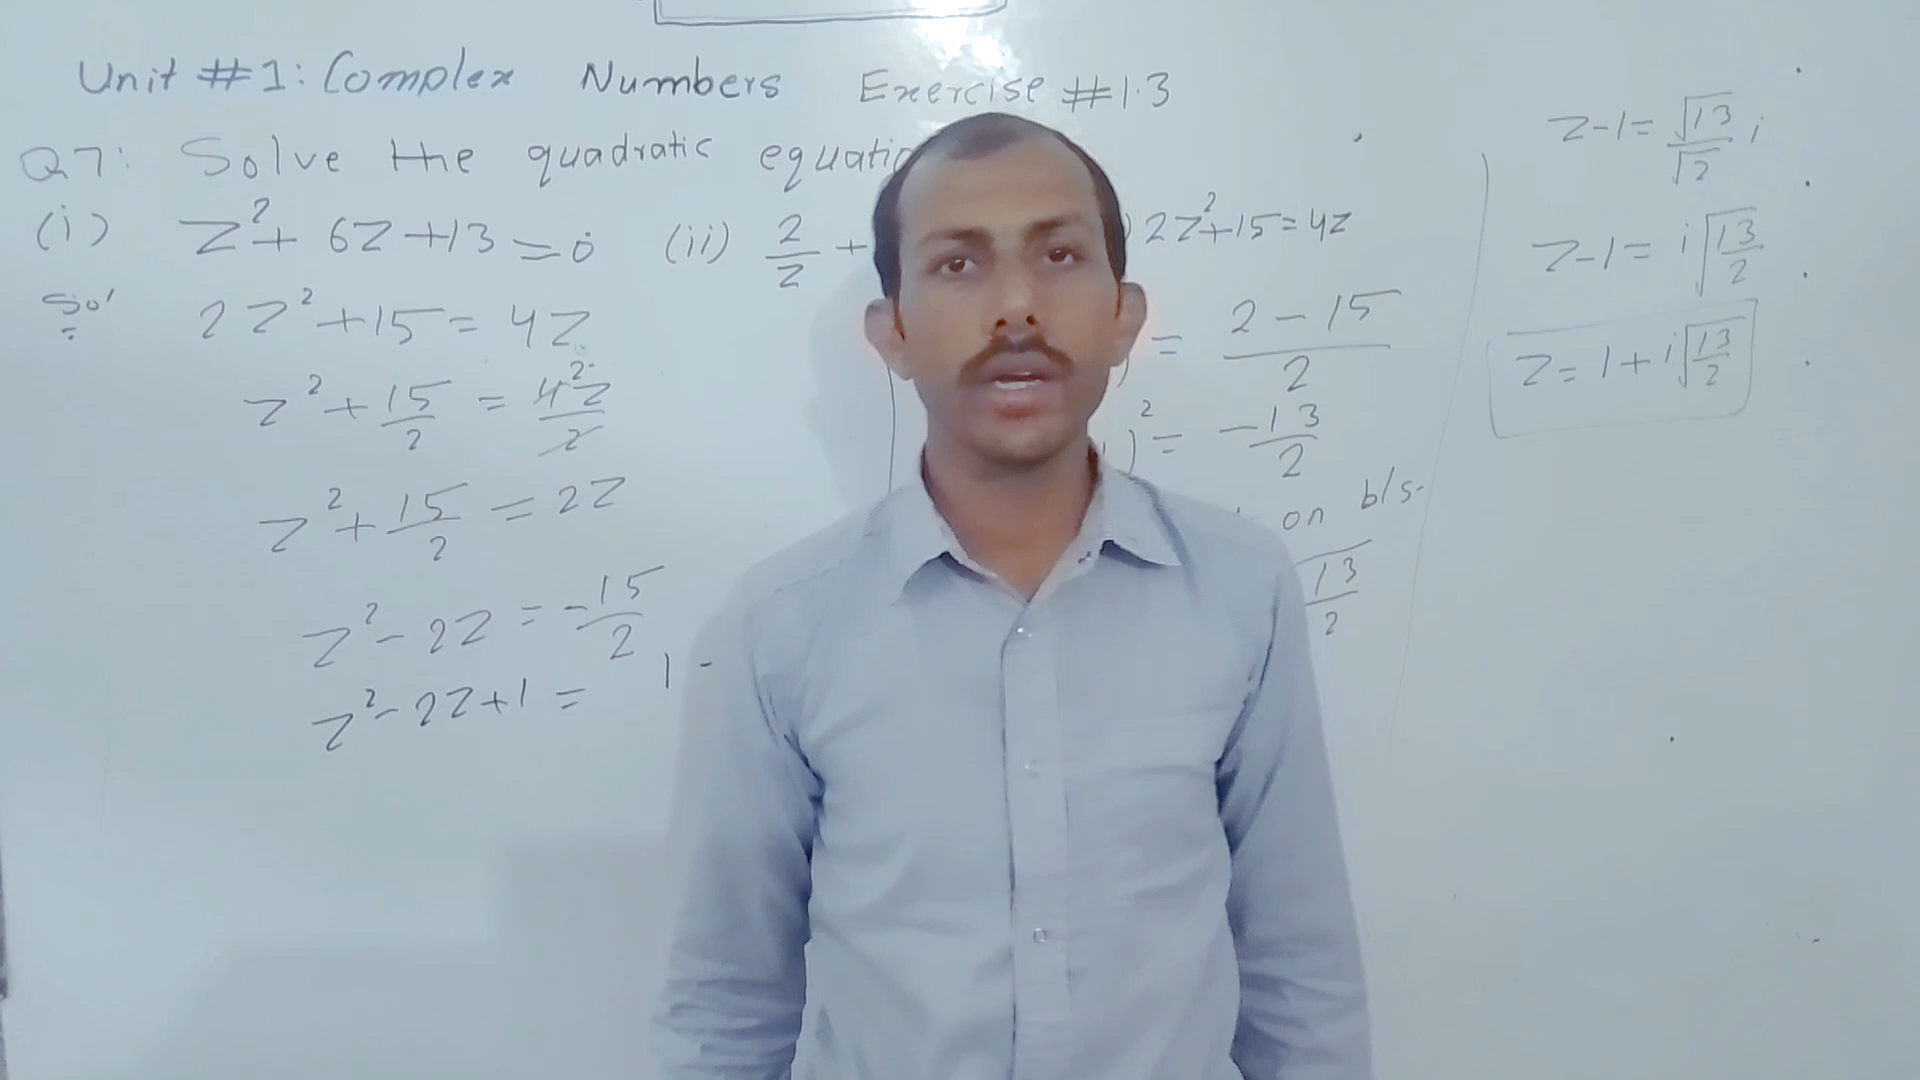 Unit #1: Complex Numbers Exercise #1.3
Q7: Solve the quadratic
(i) z² + 6z + 13 = 0 (ii) 2/z + ) 2z² + 15 = 4z
Sol 2z² + 15 = 4z
z² + 15/2 = 4z/2
z² + 15/2 = 2z
z² - 2z = -15/2
z² - 2z + 1 = 1 -
) = 2 - 15/2
)² = -13/2
on b/s.
13/2
z - 1 = √13/√2 i
z - 1 = i√13/2
z = 1 + i√13/2